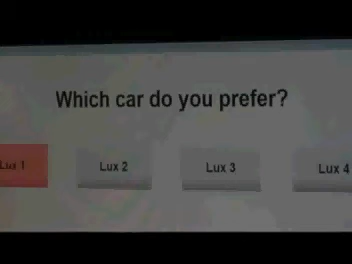 Which car do you prefer?
Lux 1
Lux 2
Lux 3
Lux 4